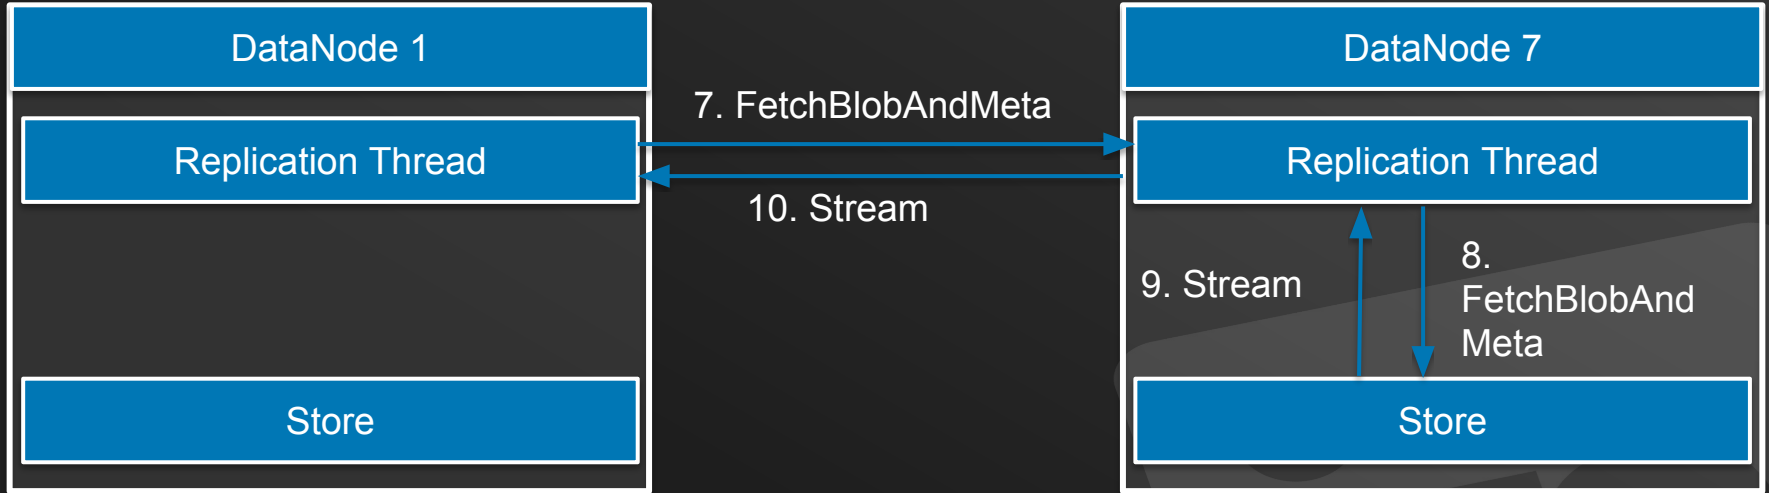 DataNode 1
DataNode 7
7. FetchBlobAndMeta
Replication Thread
Replication Thread
10. Stream
9. Stream
8.
FetchBlobAnd
Meta
Store
Store